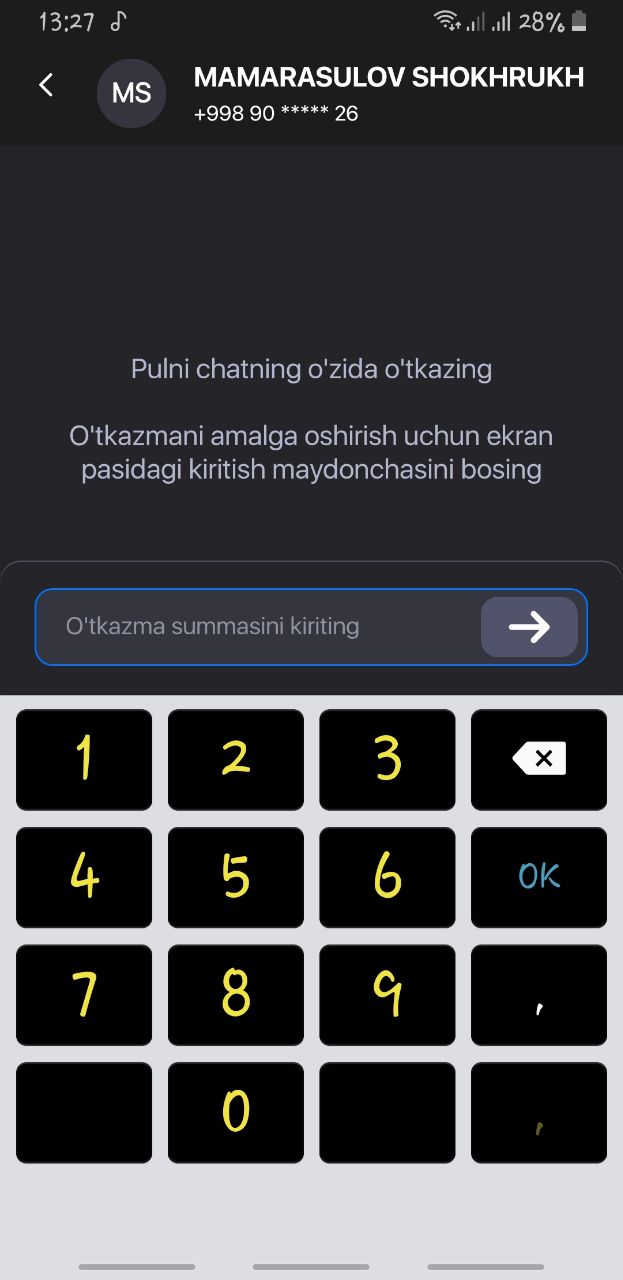 13:27 28%
MS MAMARASULOV SHOKHRUKH
+998 90 ***** 26
Pulni chatning o'zida o'tkazing
O'tkazmani amalga oshirish uchun ekran
pasidagi kiritish maydonchasini bosing
O'tkazma summasini kiriting
1 2 3
4 5 6 OK
7 8 9 ,
0 ,